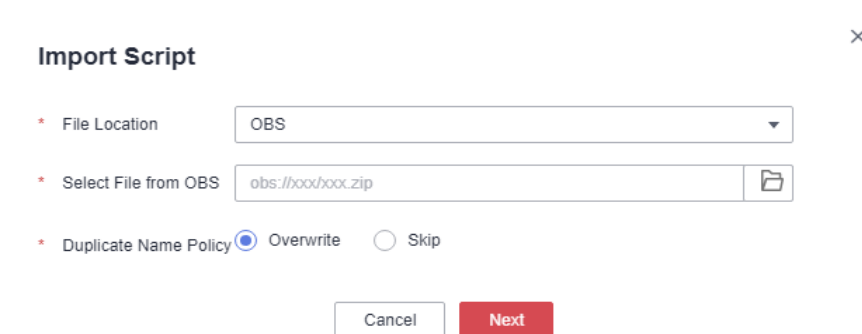 Import Script
* File Location OBS
* Select File from OBS obs://xxx/xxx.zip
* Duplicate Name Policy Overwrite Skip
Cancel Next